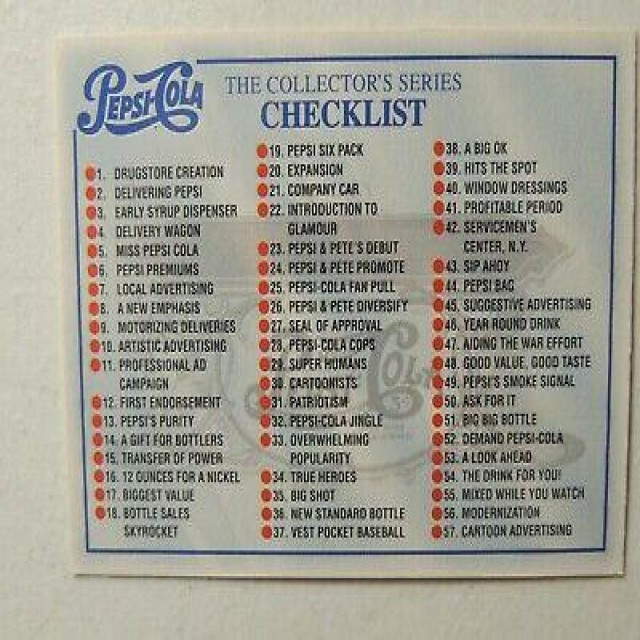 PEPSI-COLA
THE COLLECTOR'S SERIES
CHECKLIST
1. DRUGSTORE CREATION
2. DELIVERING PEPSI
3. EARLY SYRUP DISPENSER
4. DELIVERY WAGON
5. MISS PEPSI COLA
6. PEPSI PREMIUMS
7. LOCAL ADVERTISING
8. A NEW EMPHASIS
9. MOTORIZING DELIVERIES
10. ARTISTIC ADVERTISING
11. PROFESSIONAL AD
CAMPAIGN
12. FIRST ENDORSEMENT
13. PEPSI'S PURITY
14. A GIFT FOR BOTTLERS
15. TRANSFER OF POWER
16. 12 OUNCES FOR A NICKEL
17. BIGGEST VALUE
18. BOTTLE SALES
SKYROCKET
19. PEPSI SIX PACK
20. EXPANSION
21. COMPANY CAR
22. INTRODUCTION TO
GLAMOUR
23. PEPSI & PETE'S DEBUT
24. PEPSI & PETE PROMOTE
25. PEPSI-COLA FAN PULL
26. PEPSI & PETE DIVERSIFY
27. SEAL OF APPROVAL
28. PEPSI-COLA COPS
29. SUPER HUMANS
30. CARTOONISTS
31. PATRIOTISM
32. PEPSI-COLA JINGLE
33. OVERWHELMING
POPULARITY
34. TRUE HEROES
35. BIG SHOT
36. NEW STANDARD BOTTLE
37. VEST POCKET BASEBALL
38. A BIG OK
39. HITS THE SPOT
40. WINDOW DRESSINGS
41. PROFITABLE PERIOD
42. SERVICEMEN'S
CENTER, N.Y.
43. SIP AHOY
44. PEPSI BAG
45. SUGGESTIVE ADVERTISING
46. YEAR ROUND DRINK
47. AIDING THE WAR EFFORT
48. GOOD VALUE, GOOD TASTE
49. PEPSI'S SMOKE SIGNAL
50. ASK FOR IT
51. BIG BIG BOTTLE
52. DEMAND PEPSI-COLA
53. A LOOK AHEAD
54. THE DRINK FOR YOU!
55. MIXED WHILE YOU WATCH
56. MODERNIZATION
57. CARTOON ADVERTISING